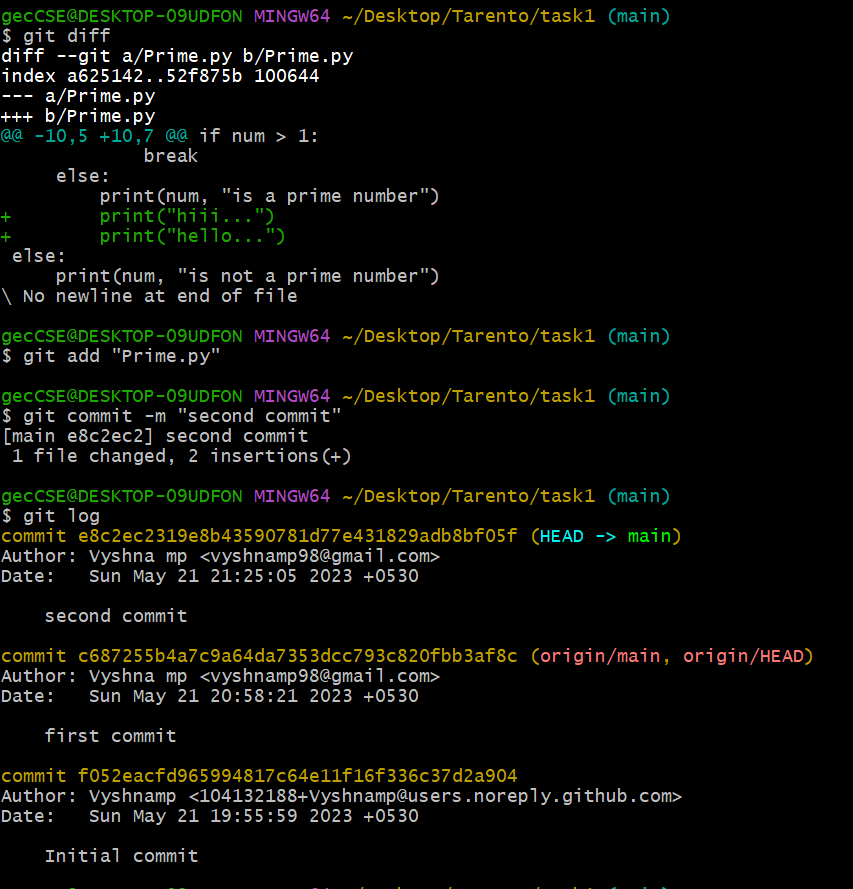 gecCSE@DESKTOP-09UDFON MINGW64 ~/Desktop/Tarento/task1 (main)
$ git diff
diff --git a/Prime.py b/Prime.py
index a625142..52f875b 100644
--- a/Prime.py
+++ b/Prime.py
@@ -10,5 +10,7 @@ if num > 1:
             break
     else:
         print(num, "is a prime number")
+        print("hiii...")
+        print("hello...")
 else:
     print(num, "is not a prime number")
\ No newline at end of file
gecCSE@DESKTOP-09UDFON MINGW64 ~/Desktop/Tarento/task1 (main)
$ git add "Prime.py"
gecCSE@DESKTOP-09UDFON MINGW64 ~/Desktop/Tarento/task1 (main)
$ git commit -m "second commit"
[main e8c2ec2] second commit
 1 file changed, 2 insertions(+)
gecCSE@DESKTOP-09UDFON MINGW64 ~/Desktop/Tarento/task1 (main)
$ git log
commit e8c2ec2319e8b43590781d77e431829adb8bf05f (HEAD -> main)
Author: Vyshna mp <vyshnamp98@gmail.com>
Date:   Sun May 21 21:25:05 2023 +0530
    second commit
commit c687255b4a7c9a64da7353dcc793c820fbb3af8c (origin/main, origin/HEAD)
Author: Vyshna mp <vyshnamp98@gmail.com>
Date:   Sun May 21 20:58:21 2023 +0530
    first commit
commit f052eacfd965994817c64e11f16f336c37d2a904
Author: Vyshnamp <104132188+Vyshnamp@users.noreply.github.com>
Date:   Sun May 21 19:55:59 2023 +0530
    Initial commit